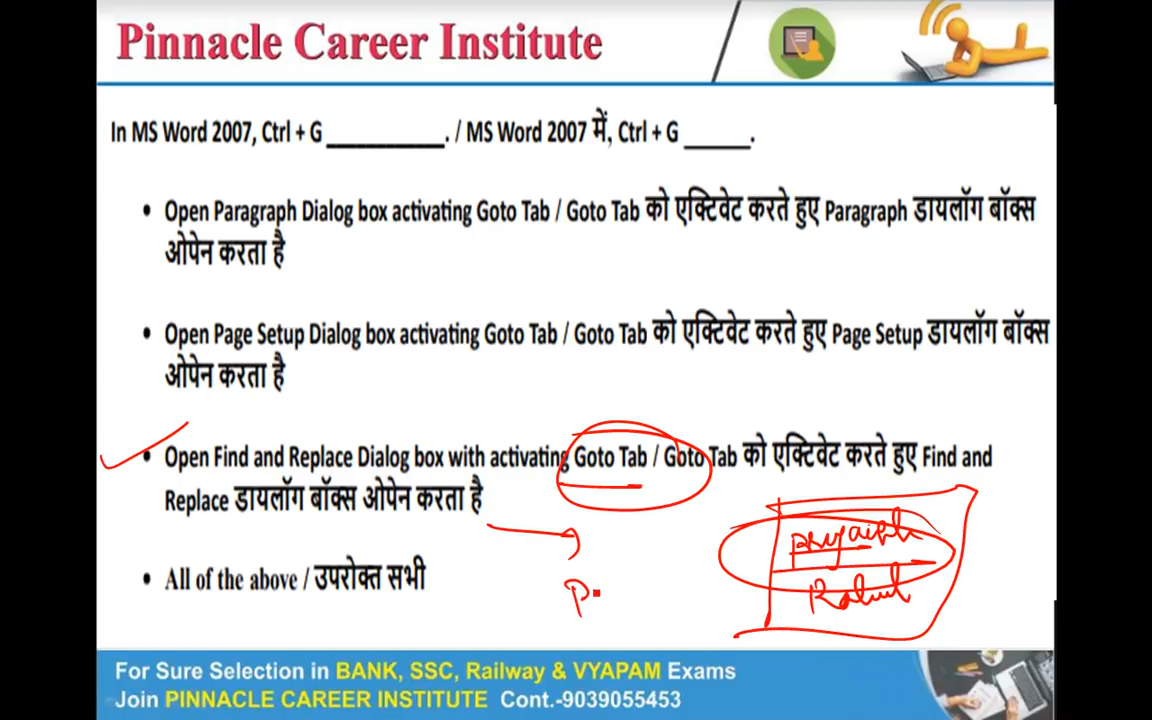 Pinnacle Career Institute
In MS Word 2007, Ctrl + G ___________. / MS Word 2007 में, Ctrl + G ______.
• Open Paragraph Dialog box activating Goto Tab / Goto Tab को एक्टिवेट करते हुए Paragraph डायलॉग बॉक्स
ओपेन करता है
• Open Page Setup Dialog box activating Goto Tab / Goto Tab को एक्टिवेट करते हुए Page Setup डायलॉग बॉक्स
ओपेन करता है
• Open Find and Replace Dialog box with activating Goto Tab / Goto Tab को एक्टिवेट करते हुए Find and
Replace डायलॉग बॉक्स ओपेन करता है
• All of the above / उपरोक्त सभी
P
Rahul
For Sure Selection in BANK, SSC, Railway & VYAPAM Exams
Join PINNACLE CAREER INSTITUTE Cont.-9039055453